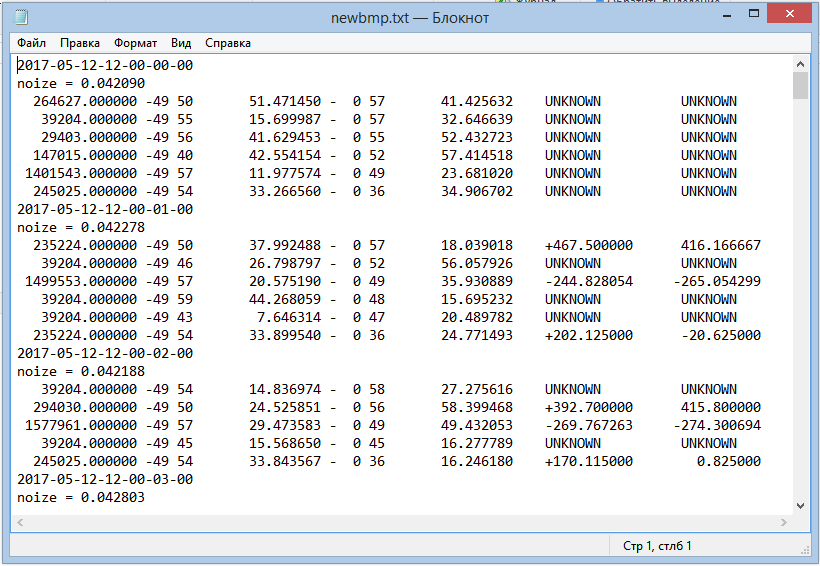 newbmp.txt — Блокнот
Файл Правка Формат Вид Справка
2017-05-12-12-00-00-00
noize = 0.042090
264627.000000 -49 50 51.471450 - 0 57 41.425632 UNKNOWN UNKNOWN
39204.000000 -49 55 15.699987 - 0 57 32.646639 UNKNOWN UNKNOWN
29403.000000 -49 56 41.629453 - 0 55 52.432723 UNKNOWN UNKNOWN
147015.000000 -49 40 42.554154 - 0 52 57.414518 UNKNOWN UNKNOWN
1401543.000000 -49 57 11.977574 - 0 49 23.681020 UNKNOWN UNKNOWN
245025.000000 -49 54 33.266560 - 0 36 34.906702 UNKNOWN UNKNOWN
2017-05-12-12-00-01-00
noize = 0.042278
235224.000000 -49 50 37.992488 - 0 57 18.039018 +467.500000 416.166667
39204.000000 -49 46 26.798797 - 0 52 56.057926 UNKNOWN UNKNOWN
1499553.000000 -49 57 20.575190 - 0 49 35.930889 -244.828054 -265.054299
39204.000000 -49 59 44.268059 - 0 48 15.695232 UNKNOWN UNKNOWN
39204.000000 -49 43 7.646314 - 0 47 20.489782 UNKNOWN UNKNOWN
235224.000000 -49 54 33.899540 - 0 36 24.771493 +202.125000 -20.625000
2017-05-12-12-00-02-00
noize = 0.042188
39204.000000 -49 54 14.836974 - 0 58 27.275616 UNKNOWN UNKNOWN
294030.000000 -49 50 24.525851 - 0 56 58.399468 +392.700000 415.800000
1577961.000000 -49 57 29.473583 - 0 49 49.432053 -269.767263 -274.300694
39204.000000 -49 45 15.568650 - 0 45 16.277789 UNKNOWN UNKNOWN
245025.000000 -49 54 33.843567 - 0 36 16.246180 +170.115000 0.825000
2017-05-12-12-00-03-00
noize = 0.042803
Стр 1, стлб 1